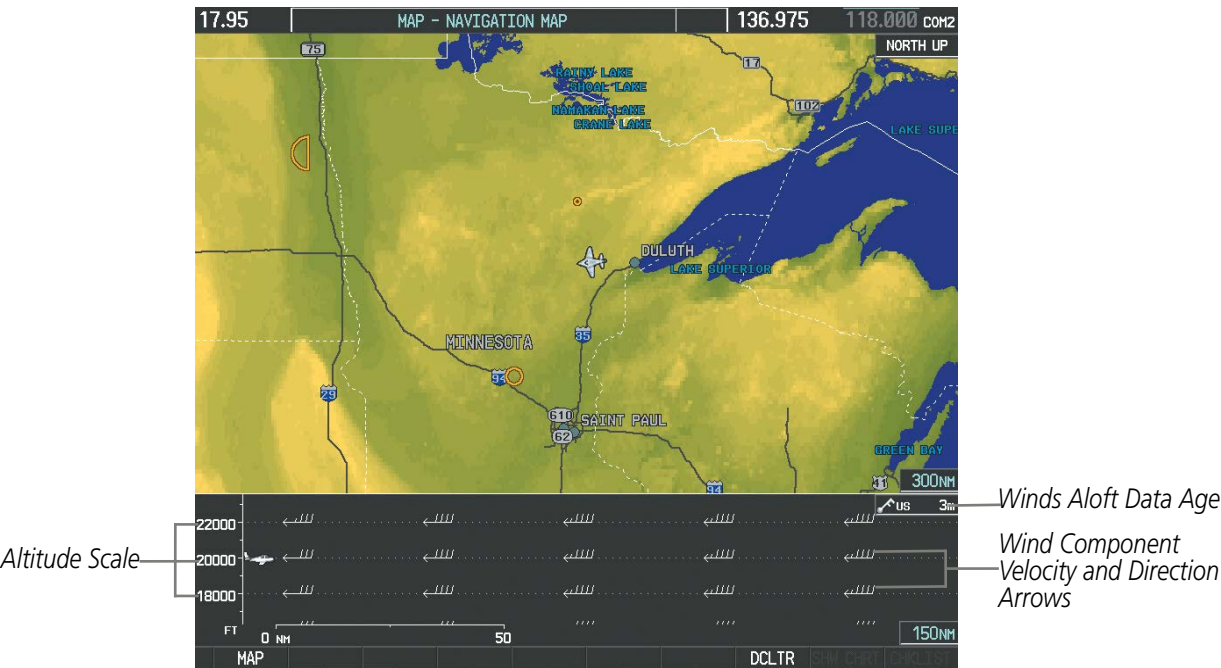 17.95
MAP - NAVIGATION MAP
136.975
118.000 COM2
NORTH UP
75
17
RAINY LAKE
SHOAL LAKE
102
NAMAKAN LAKE
CRANE LAKE
LAKE SUPE
DULUTH
LAKE SUPERIOR
35
MINNESOTA
94
29
610
SAINT PAUL
62
GREEN BAY
41
94
300NM
US 3m
Winds Aloft Data Age
22000
20000
18000
Altitude Scale
Wind Component
Velocity and Direction
Arrows
FT
0 NM
50
150NM
MAP
DCLTR
SHW CHRT
CHKLIST